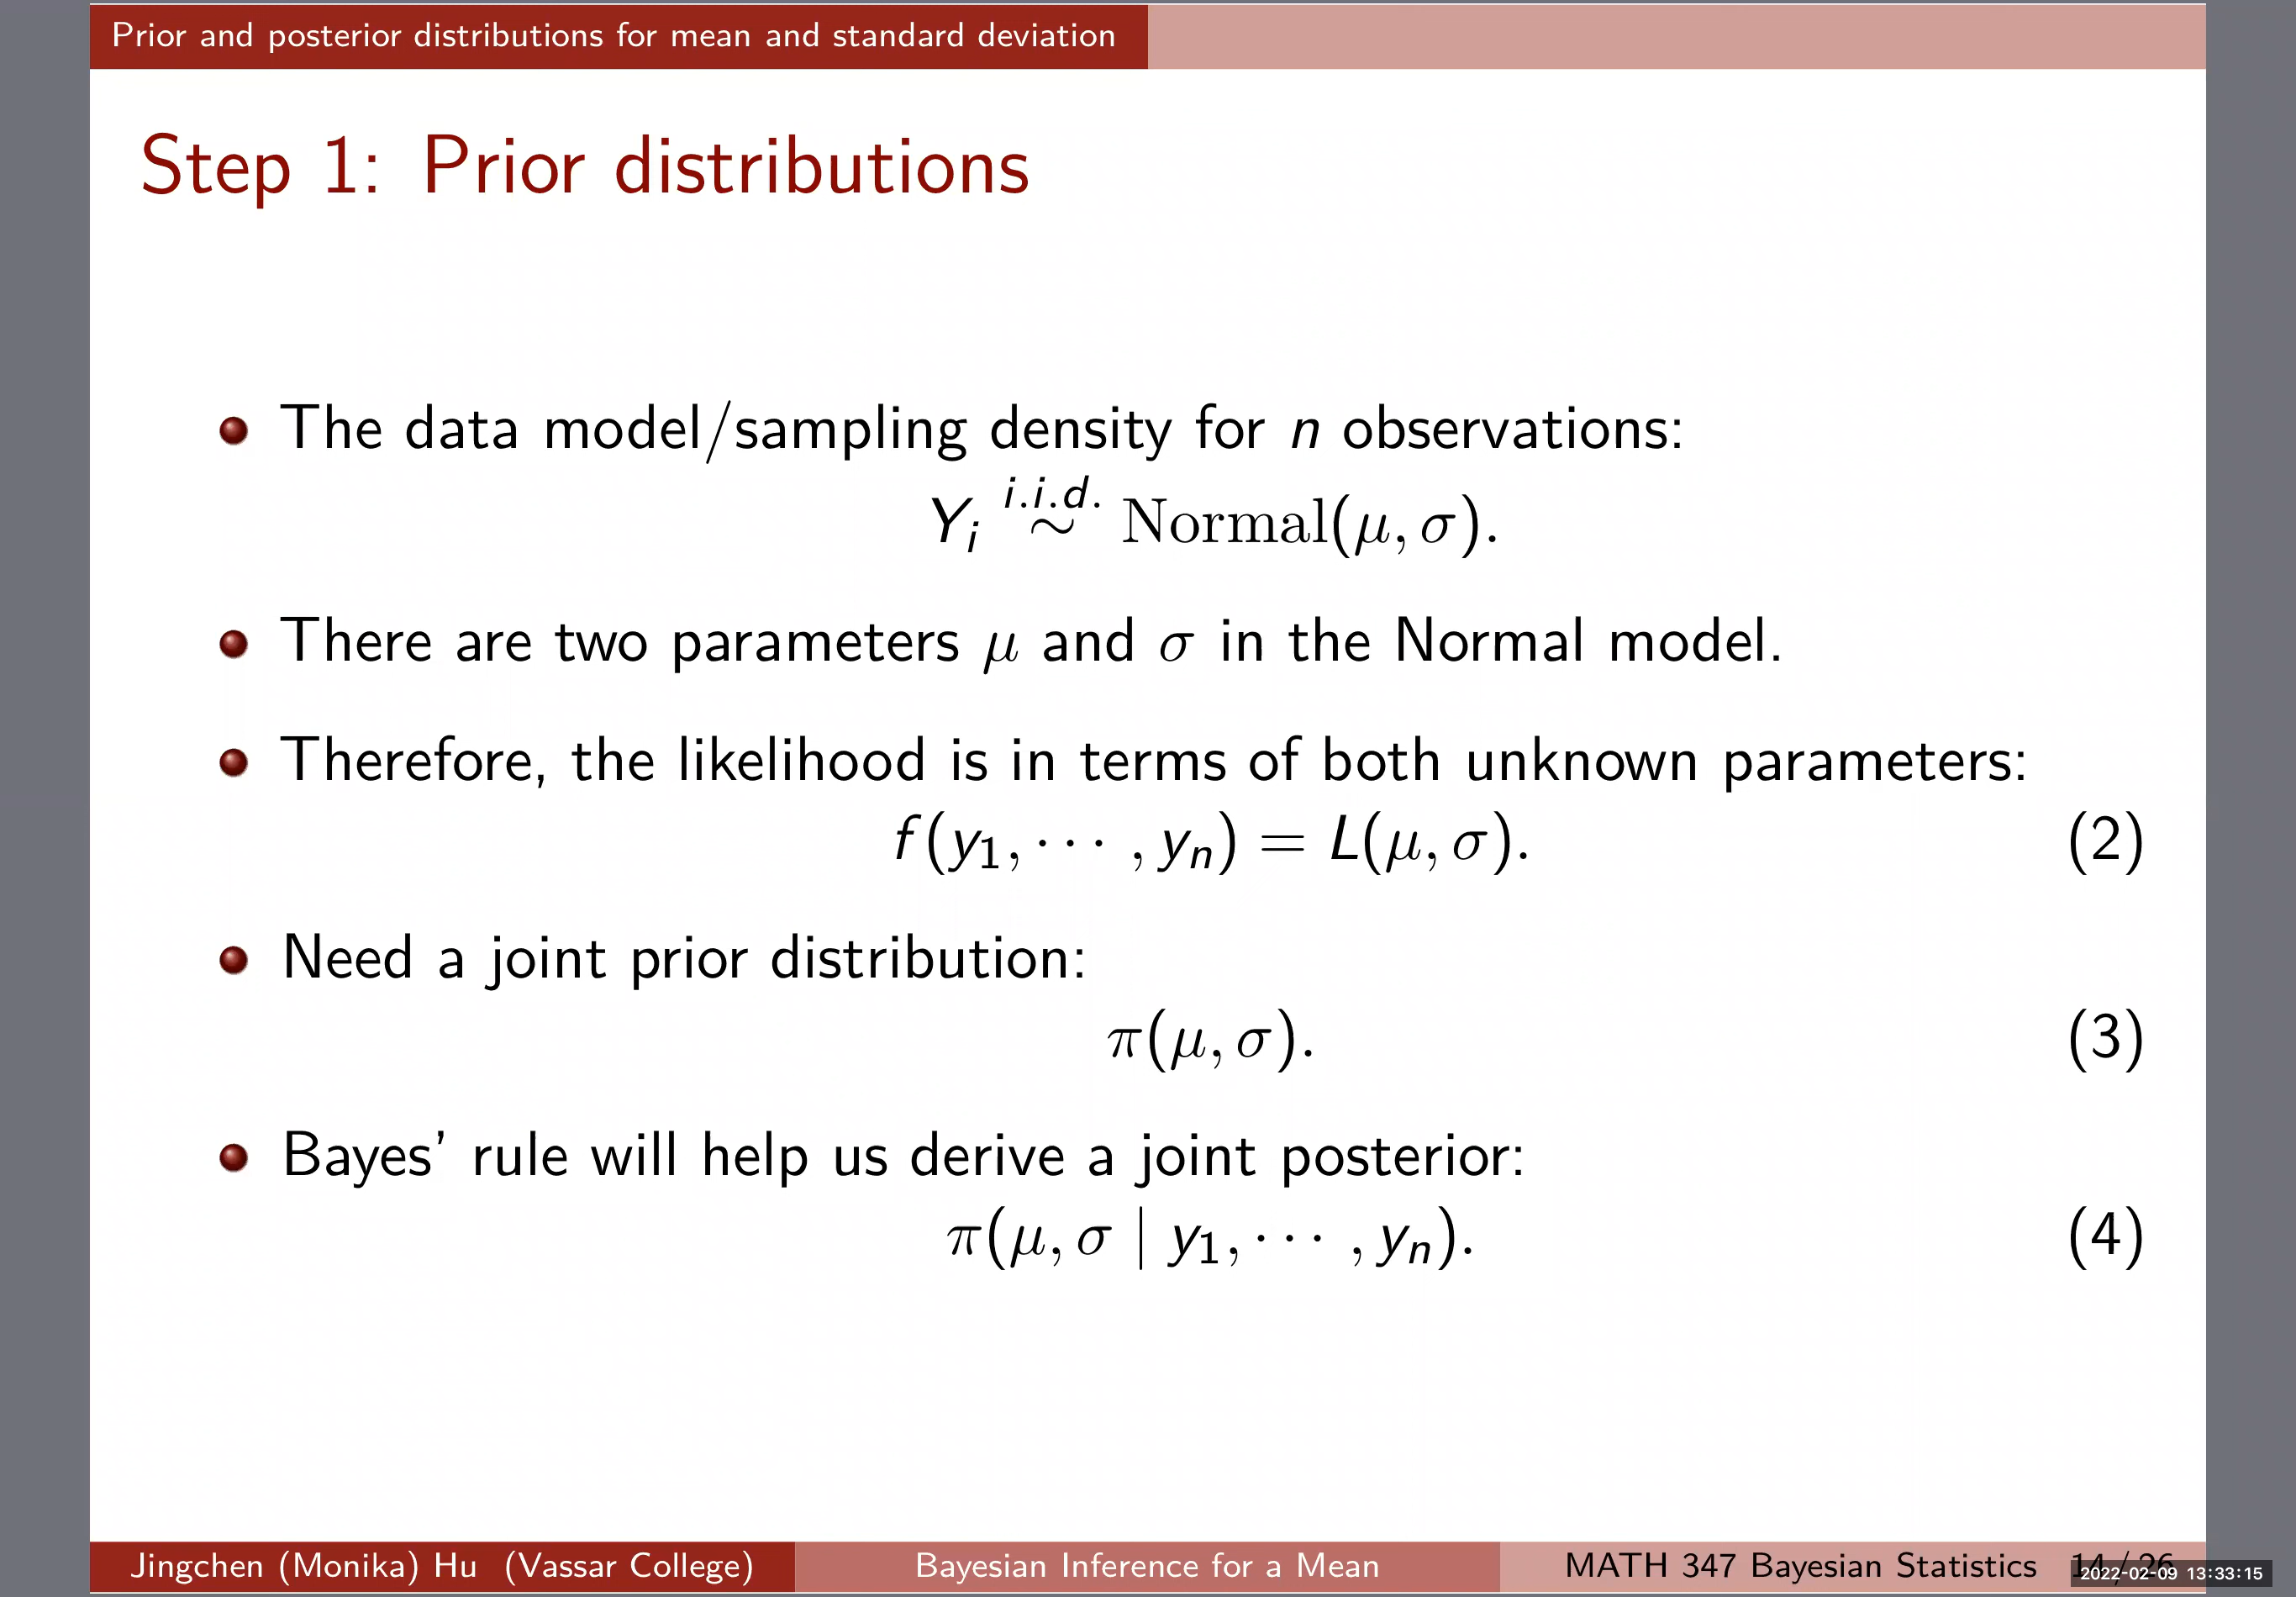 Prior and posterior distributions for mean and standard deviation
Step 1: Prior distributions
The data model/sampling density for n observations:
Y_i \overset{i.i.d.}{\sim} Normal(μ, σ).
There are two parameters μ and σ in the Normal model.
Therefore, the likelihood is in terms of both unknown parameters:
f(y_1, ⋯ , y_n) = L(μ, σ). (2)
Need a joint prior distribution:
π(μ, σ). (3)
Bayes’ rule will help us derive a joint posterior:
π(μ, σ | y_1, ⋯ , y_n). (4)
Jingchen (Monika) Hu (Vassar College) Bayesian Inference for a Mean MATH 347 Bayesian Statistics 14 / 26
2022-02-09 13:33:15